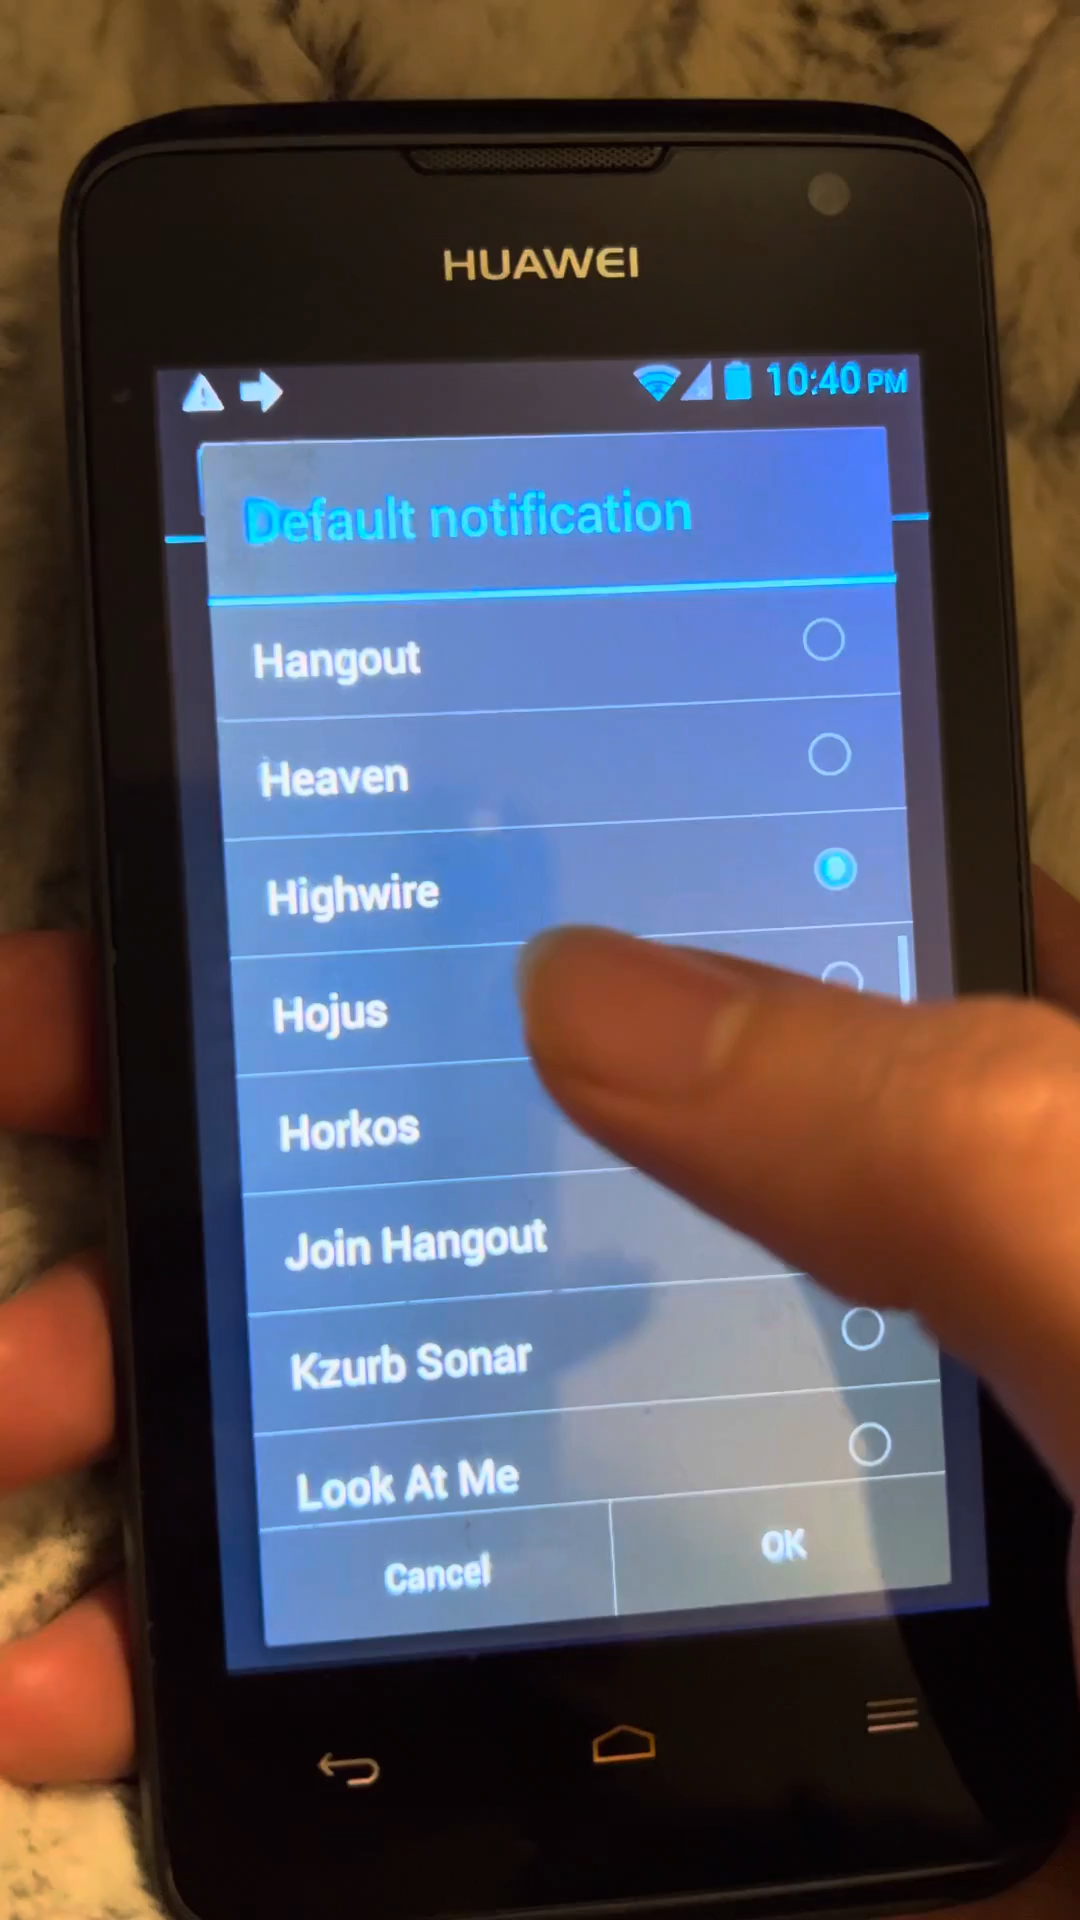 HUAWEI
10:40 PM
Default notification
Hangout
Heaven
Highwire
Hojus
Horkos
Join Hangout
Kzurb Sonar
Look At Me
Cancel
OK